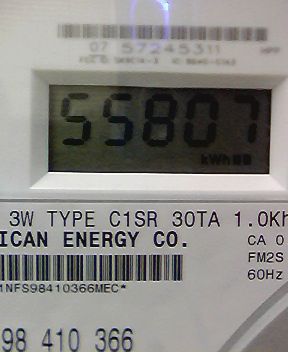 07 57245311
55807
kWh
3W TYPE C1SR 30TA 1.0Kh
ICAN ENERGY CO.
CA 0
FM2S
60Hz
1NFS98410366MEC*
98 410 366